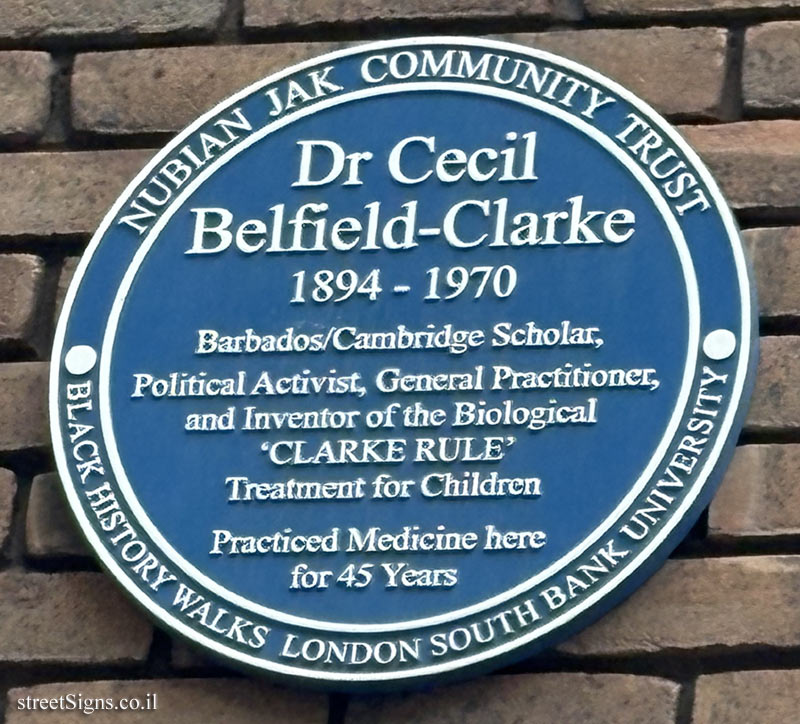 NUBIAN JAK COMMUNITY TRUST
Dr Cecil
Belfield-Clarke
1894 - 1970
Barbados/Cambridge Scholar,
Political Activist, General Practitioner,
and Inventor of the Biological
'CLARKE RULE'
Treatment for Children
Practiced Medicine here
for 45 Years
BLACK HISTORY WALKS LONDON SOUTH BANK UNIVERSITY
streetSigns.co.il